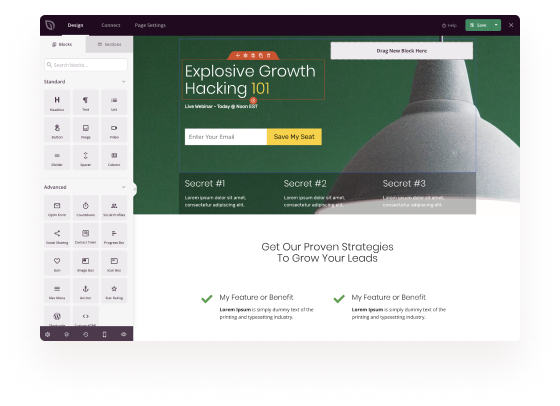 Design
Connect
Page Settings
Help
Save
Blocks
Sections
Search blocks...
Standard
Headline
Text
List
Button
Image
Video
Divider
Spacer
Column
Advanced
Optin Form
Countdown
Social Profiles
Social Sharing
Contact Form
Progress Bar
Icon
Image Box
Icon Box
Nav Menu
Anchor
Star Rating
Shortcode
Custom HTML
Drag New Block Here
Explosive Growth
Hacking 101
Live Webinar - Today @ Noon EST
Enter Your Email
Save My Seat
Secret #1
Lorem ipsum dolor sit amet,
consectetur adipiscing elit.
Secret #2
Lorem ipsum dolor sit amet,
consectetur adipiscing elit.
Secret #3
Lorem ipsum dolor sit amet,
consectetur adipiscing elit.
Get Our Proven Strategies
To Grow Your Leads
My Feature or Benefit
Lorem Ipsum is simply dummy text of the
printing and typesetting industry.
My Feature or Benefit
Lorem Ipsum is simply dummy text of the
printing and typesetting industry.